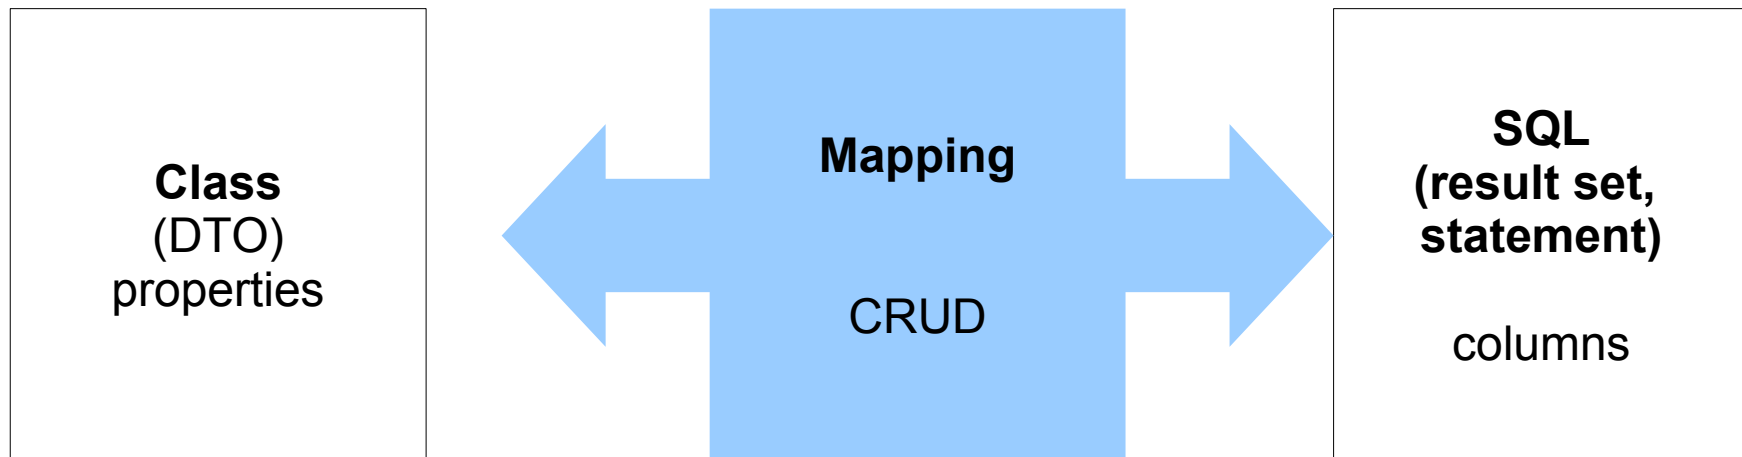 Class
(DTO)
properties
Mapping
CRUD
SQL
(result set,
statement)
columns